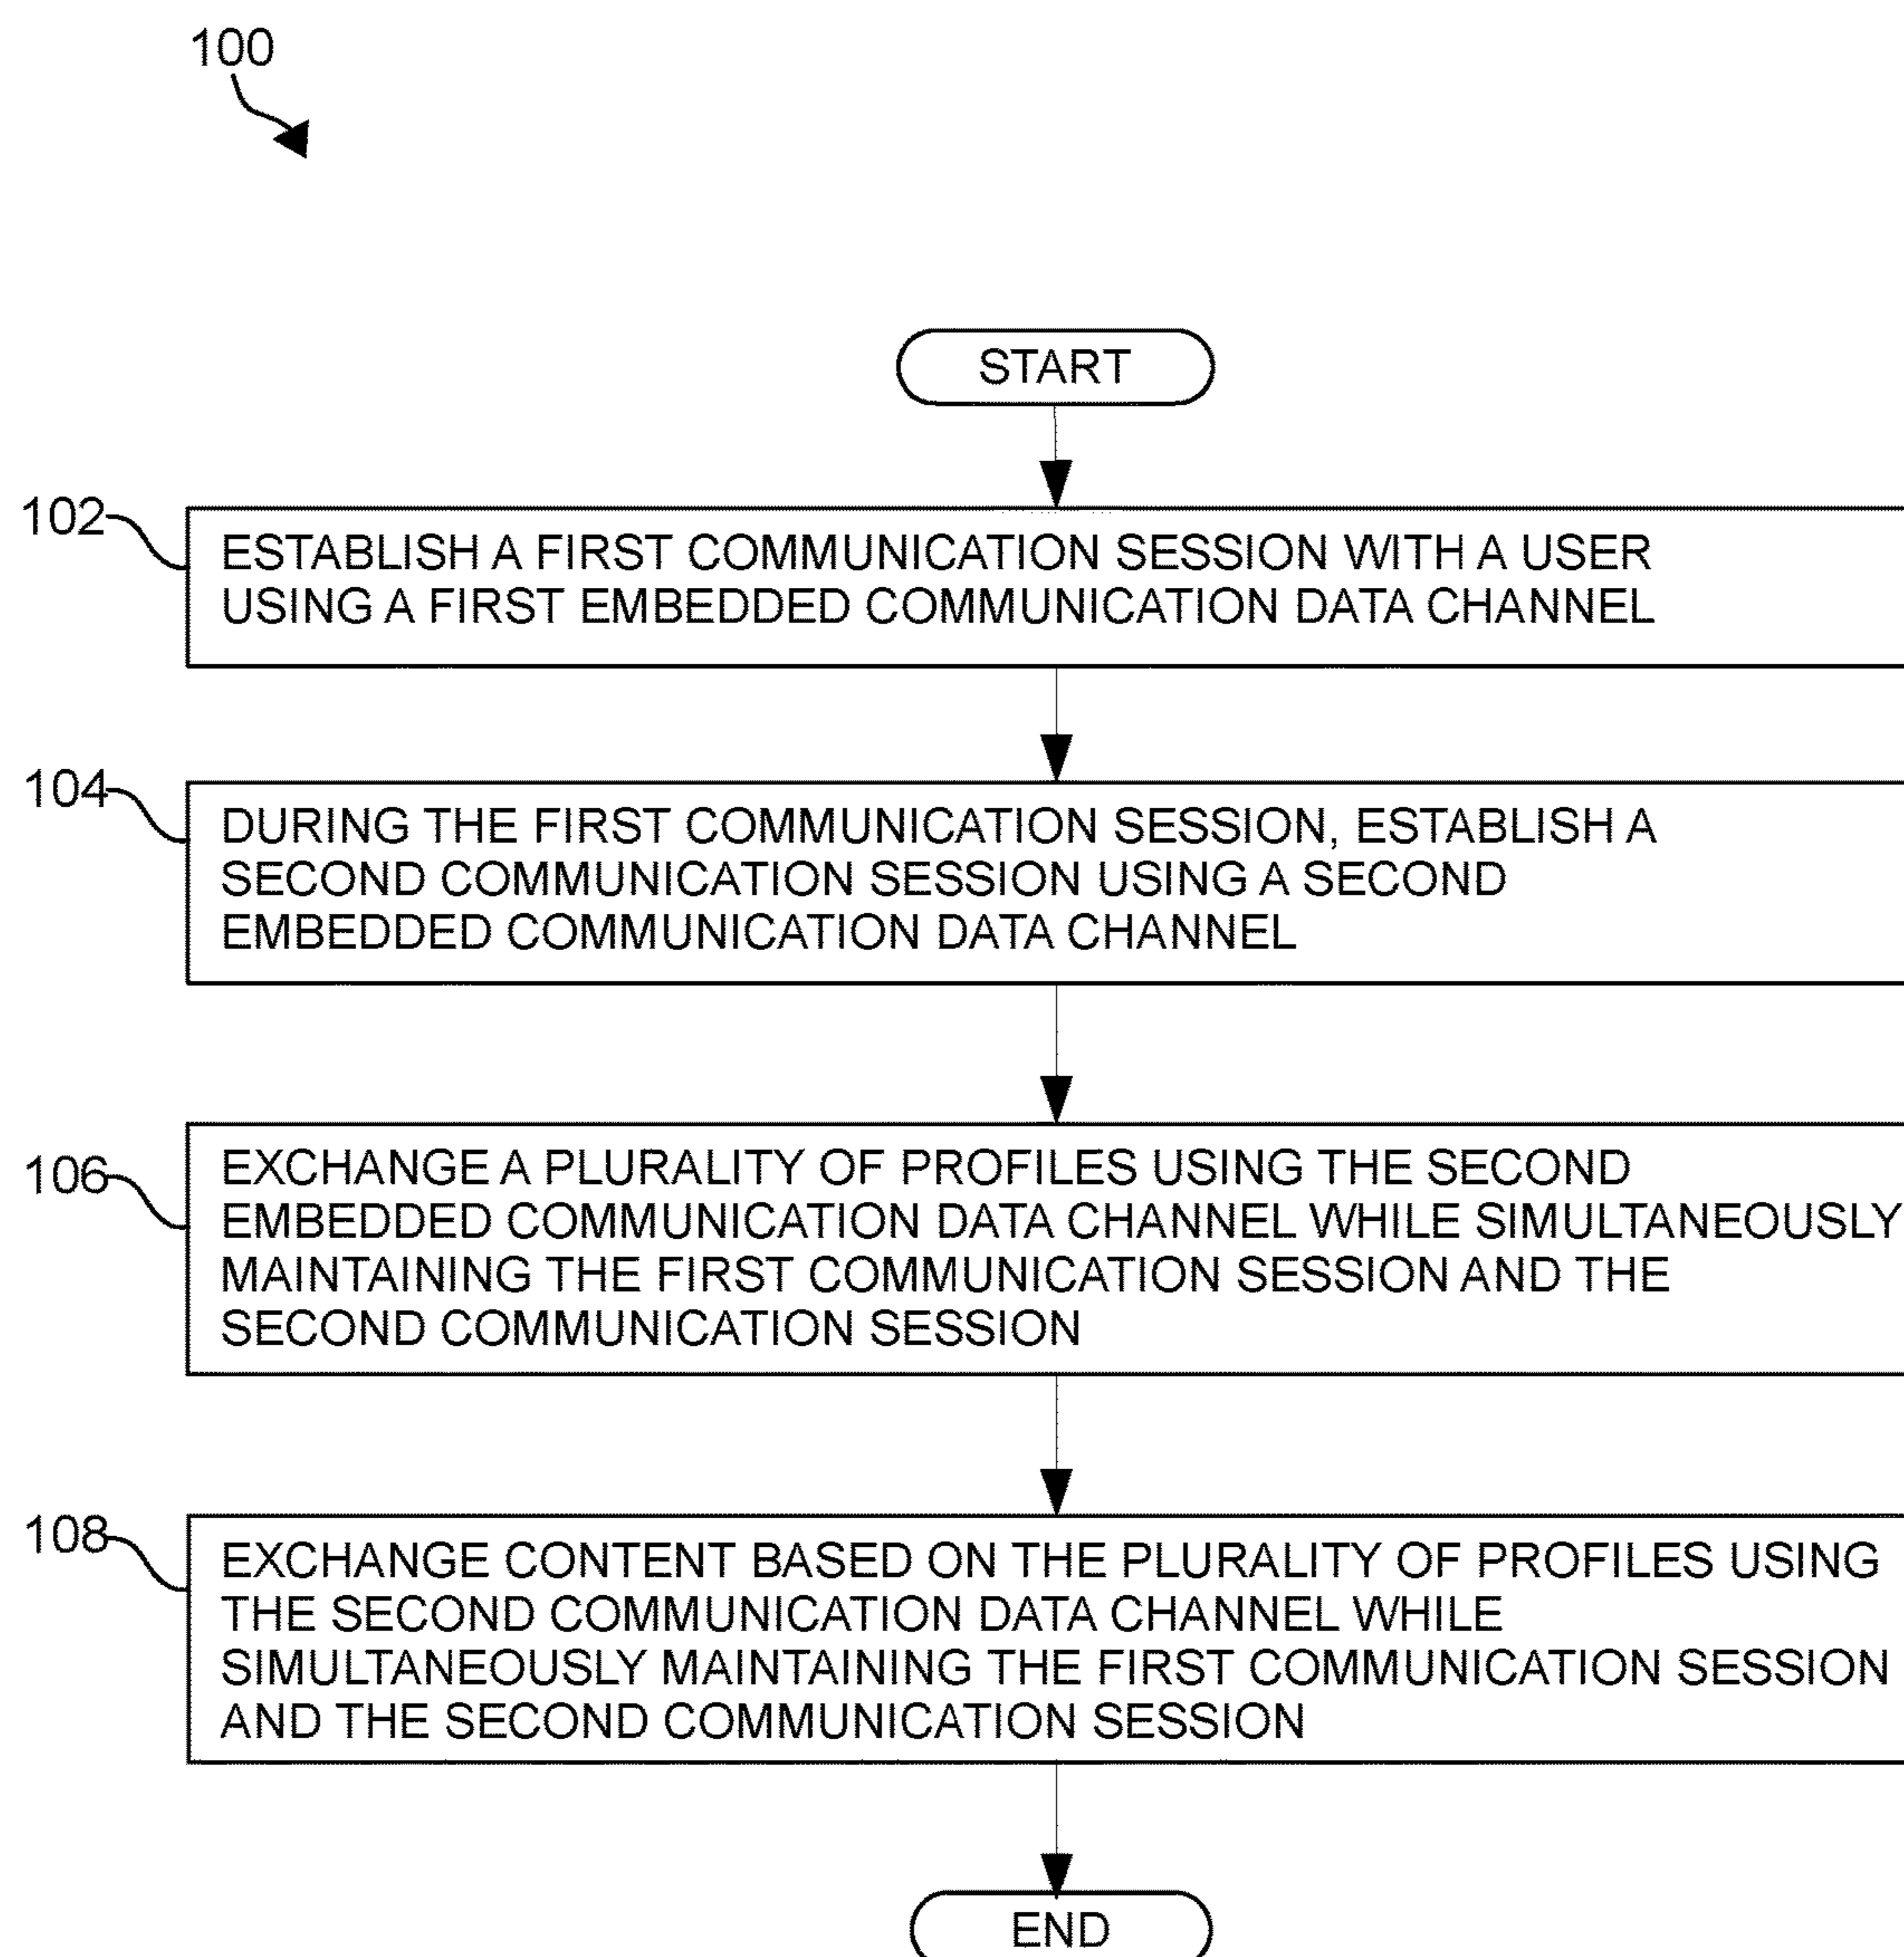 100
START
102
ESTABLISH A FIRST COMMUNICATION SESSION WITH A USER
USING A FIRST EMBEDDED COMMUNICATION DATA CHANNEL
104
DURING THE FIRST COMMUNICATION SESSION, ESTABLISH A
SECOND COMMUNICATION SESSION USING A SECOND
EMBEDDED COMMUNICATION DATA CHANNEL
106
EXCHANGE A PLURALITY OF PROFILES USING THE SECOND
EMBEDDED COMMUNICATION DATA CHANNEL WHILE SIMULTANEOUSLY
MAINTAINING THE FIRST COMMUNICATION SESSION AND THE
SECOND COMMUNICATION SESSION
108
EXCHANGE CONTENT BASED ON THE PLURALITY OF PROFILES USING
THE SECOND COMMUNICATION DATA CHANNEL WHILE
SIMULTANEOUSLY MAINTAINING THE FIRST COMMUNICATION SESSION
AND THE SECOND COMMUNICATION SESSION
END